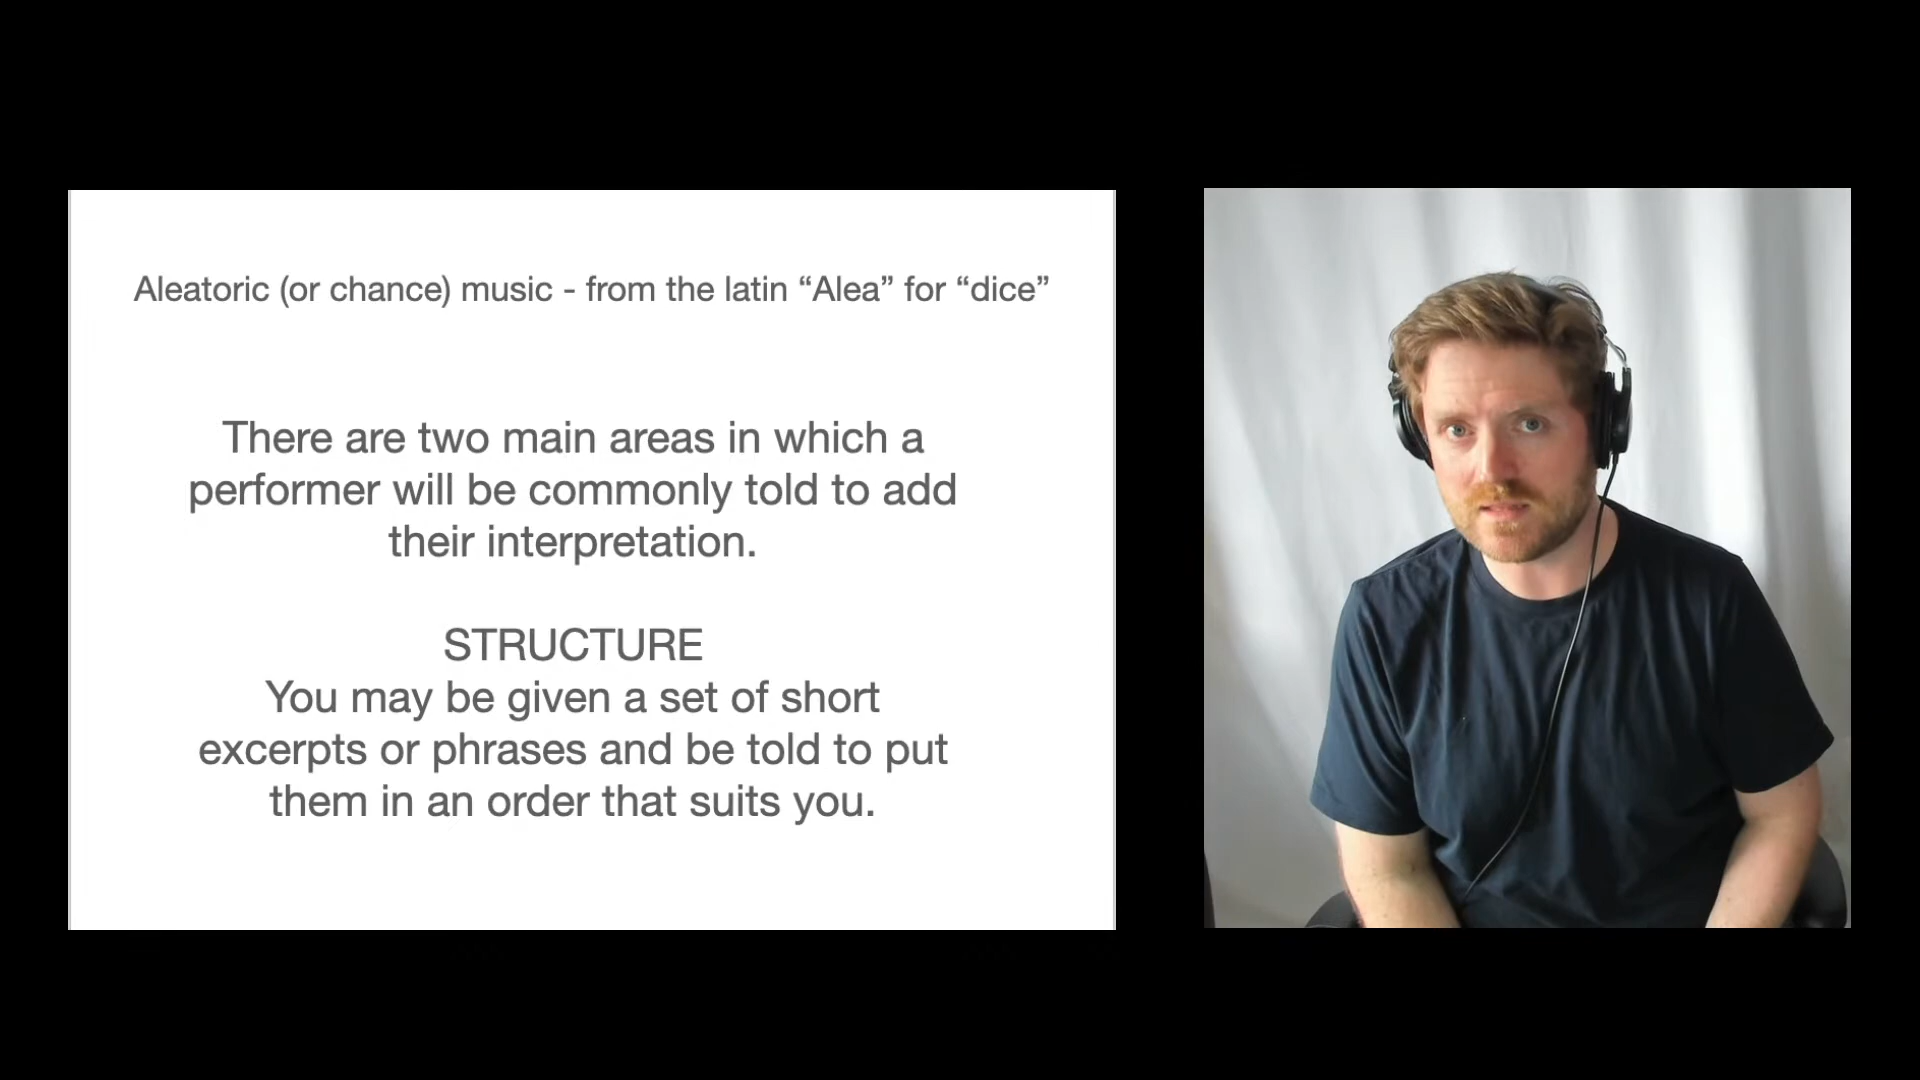 Aleatoric (or chance) music - from the latin “Alea” for “dice”
There are two main areas in which a
performer will be commonly told to add
their interpretation.
STRUCTURE
You may be given a set of short
excerpts or phrases and be told to put
them in an order that suits you.